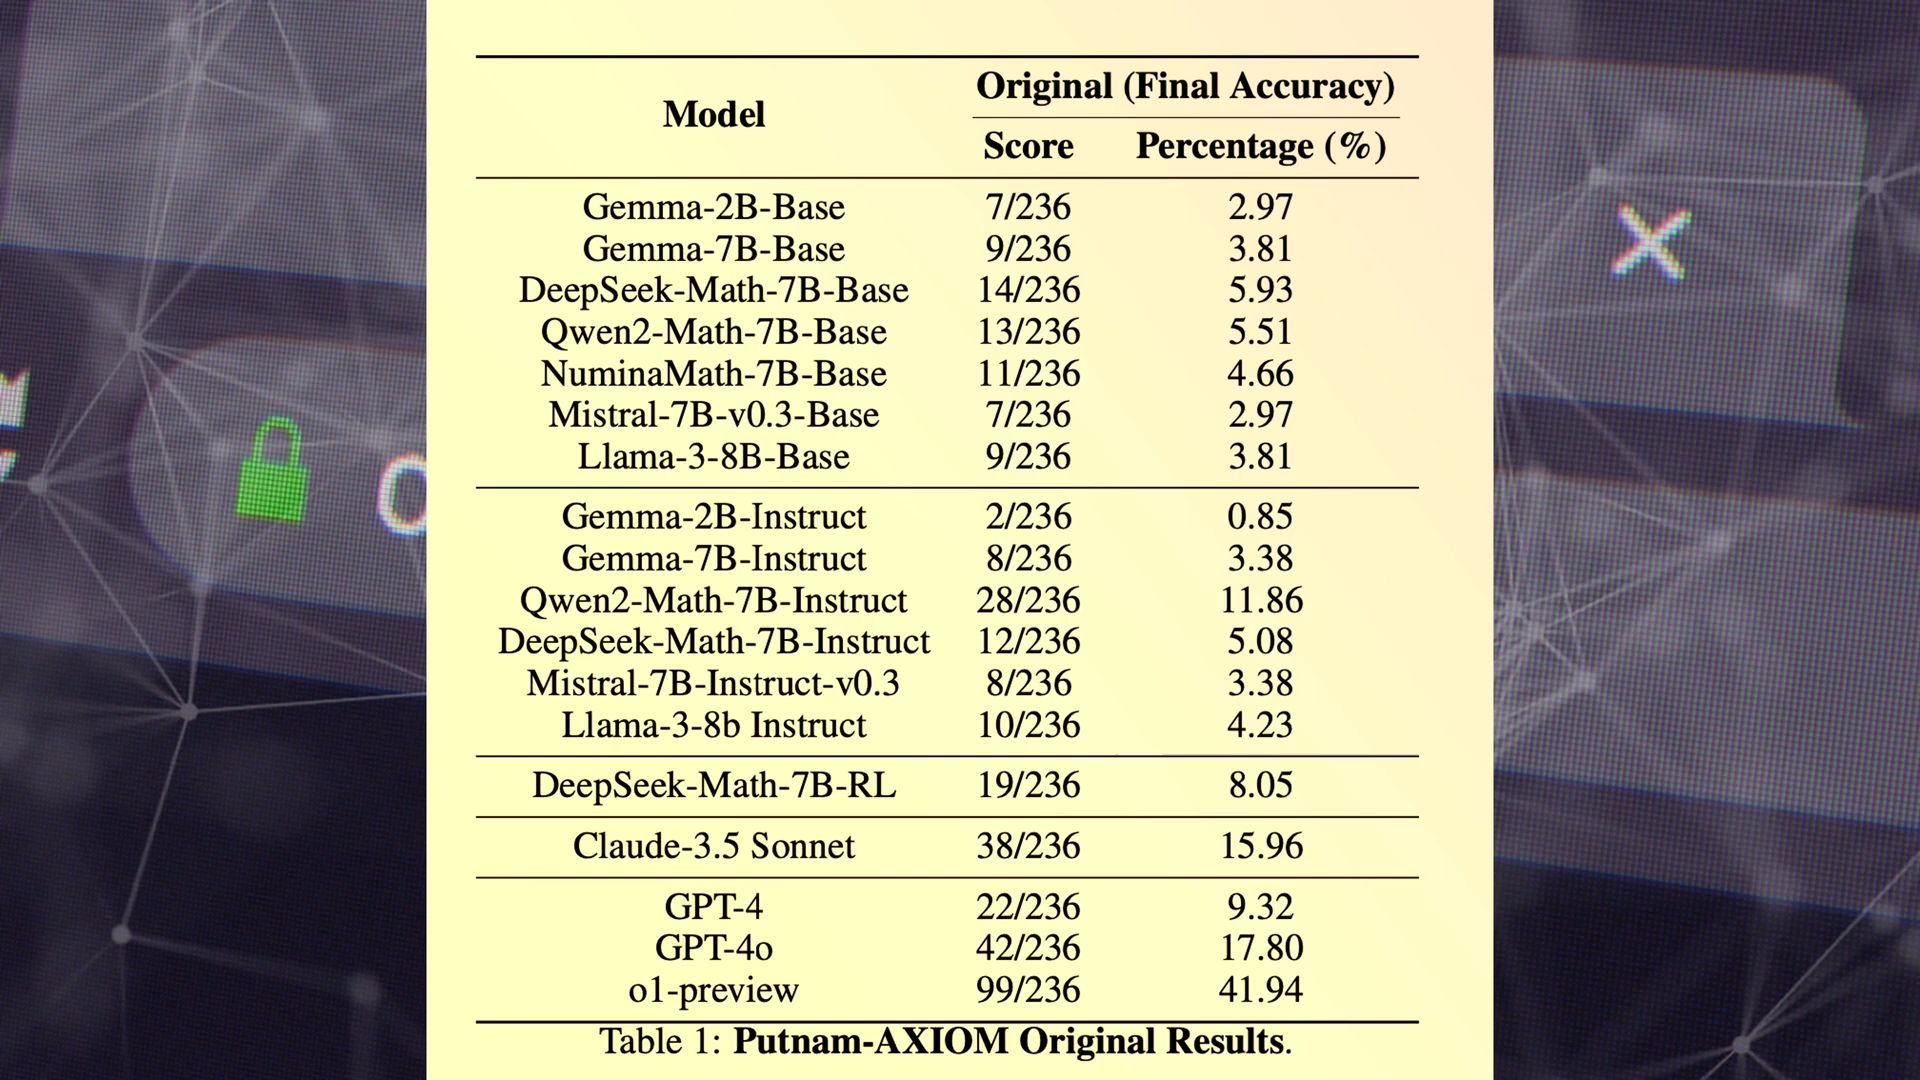 Original (Final Accuracy)
Model
Score Percentage (%)
Gemma-2B-Base 7/236 2.97
Gemma-7B-Base 9/236 3.81
DeepSeek-Math-7B-Base 14/236 5.93
Qwen2-Math-7B-Base 13/236 5.51
NuminaMath-7B-Base 11/236 4.66
Mistral-7B-v0.3-Base 7/236 2.97
Llama-3-8B-Base 9/236 3.81
Gemma-2B-Instruct 2/236 0.85
Gemma-7B-Instruct 8/236 3.38
Qwen2-Math-7B-Instruct 28/236 11.86
DeepSeek-Math-7B-Instruct 12/236 5.08
Mistral-7B-Instruct-v0.3 8/236 3.38
Llama-3-8b Instruct 10/236 4.23
DeepSeek-Math-7B-RL 19/236 8.05
Claude-3.5 Sonnet 38/236 15.96
GPT-4 22/236 9.32
GPT-4o 42/236 17.80
o1-preview 99/236 41.94
Table 1: Putnam-AXIOM Original Results.